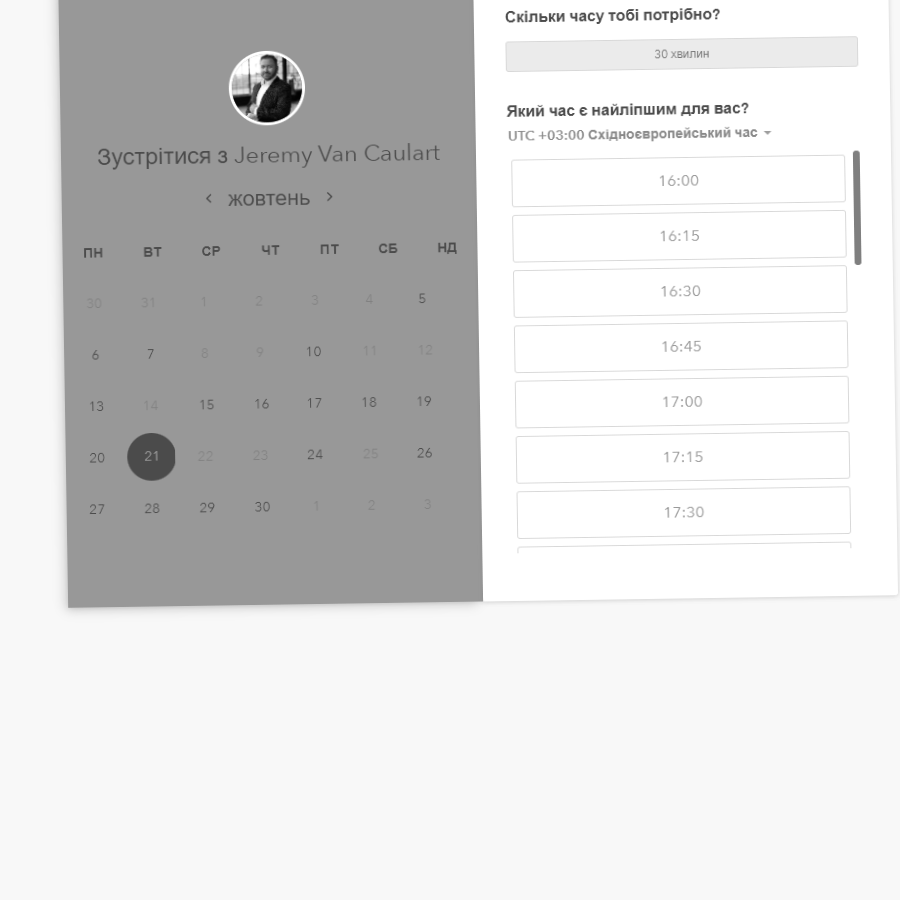 Зустрітися з Jeremy Van Caulart
‹ жовтень ›
ПН ВТ СР ЧТ ПТ СБ НД
30 31 1 2 3 4 5
6 7 8 9 10 11 12
13 14 15 16 17 18 19
20 21 22 23 24 25 26
27 28 29 30 1 2 3
Скільки часу тобі потрібно?
30 хвилин
Який час є найліпшим для вас?
UTC +03:00 Східноєвропейський час
16:00
16:15
16:30
16:45
17:00
17:15
17:30